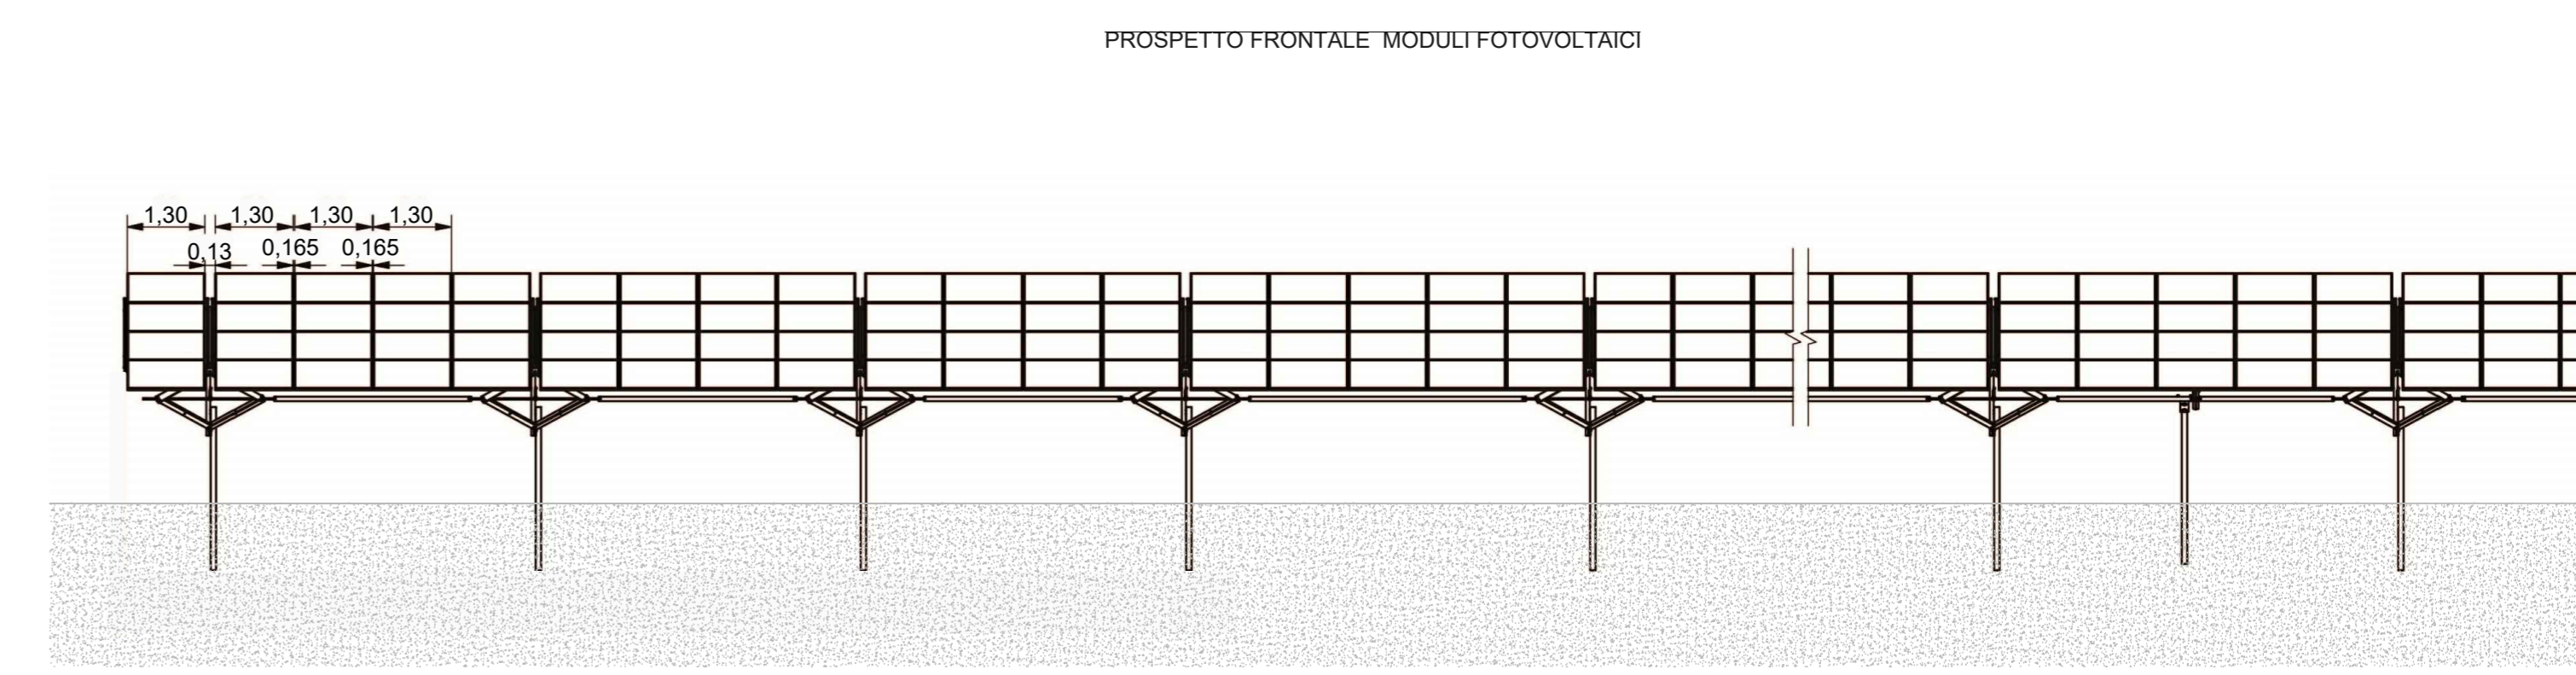 PROSPETTO FRONTALE MODULI FOTOVOLTAICI
1,30 1,30 1,30 1,30
0,13 0,165 0,165